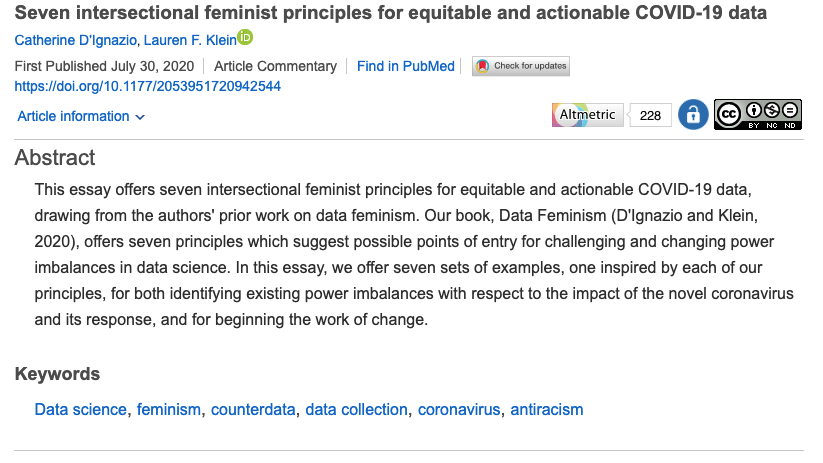 Seven intersectional feminist principles for equitable and actionable COVID-19 data
Catherine D'Ignazio, Lauren F. Klein iD
First Published July 30, 2020 Article Commentary Find in PubMed Check for updates
https://doi.org/10.1177/2053951720942544
Article information
Altmetric 228 cc BY NC ND
Abstract
This essay offers seven intersectional feminist principles for equitable and actionable COVID-19 data,
drawing from the authors' prior work on data feminism. Our book, Data Feminism (D'Ignazio and Klein,
2020), offers seven principles which suggest possible points of entry for challenging and changing power
imbalances in data science. In this essay, we offer seven sets of examples, one inspired by each of our
principles, for both identifying existing power imbalances with respect to the impact of the novel coronavirus
and its response, and for beginning the work of change.
Keywords
Data science, feminism, counterdata, data collection, coronavirus, antiracism